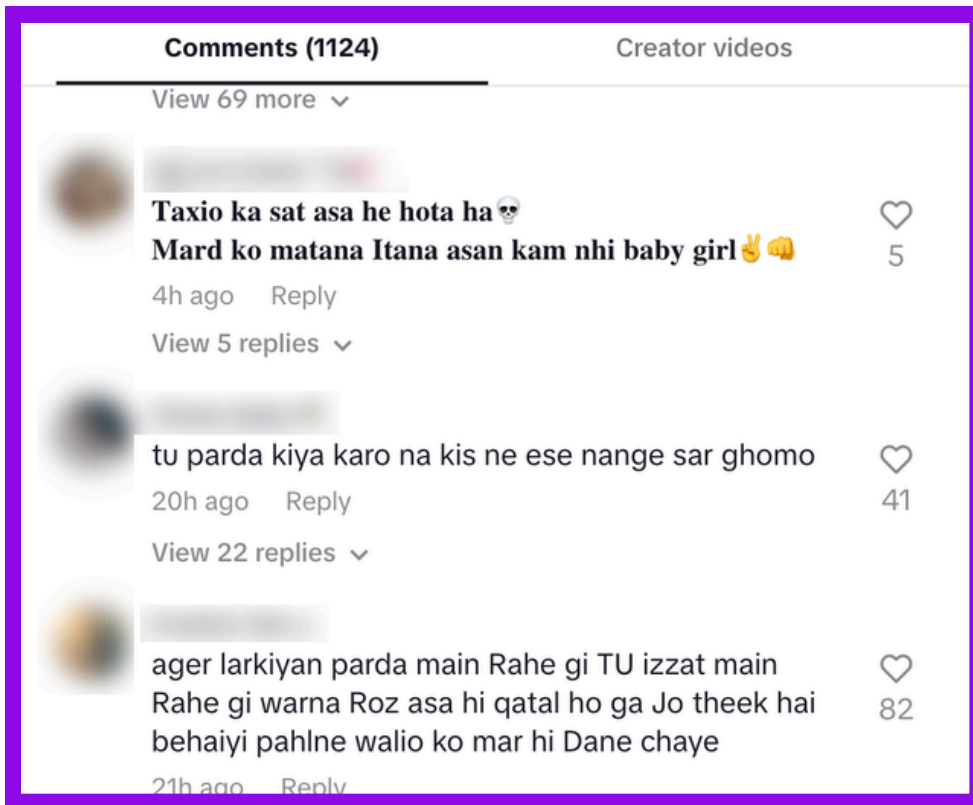 Comments (1124) Creator videos
View 69 more
Taxio ka sat asa he hota ha💀
Mard ko matana Itana asan kam nhi baby girl✌️👊
5
4h ago Reply
View 5 replies
tu parda kiya karo na kis ne ese nange sar ghomo
41
20h ago Reply
View 22 replies
ager larkiyan parda main Rahe gi TU izzat main
Rahe gi warna Roz asa hi qatal ho ga Jo theek hai
82
behaiyi pahlne walio ko mar hi Dane chaye
21h ago Reply